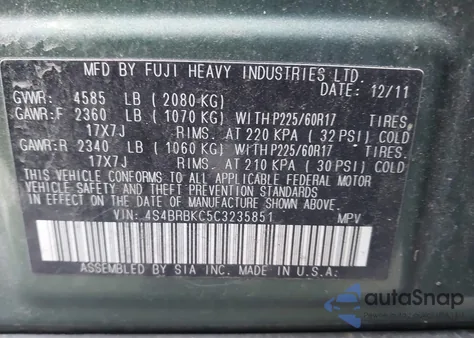 MFD. BY FUJI HEAVY INDUSTRIES LTD.
DATE: 12/11
GVWR: 4585 LB ( 2080 KG)
GAWR:F 2360 LB ( 1070 KG) WITH P225/60R17 TIRES,
17X7J RIMS, AT 220 KPA ( 32 PSI) COLD
GAWR:R 2340 LB ( 1060 KG) WITH P225/60R17 TIRES,
17X7J RIMS, AT 210 KPA ( 30 PSI) COLD
THIS VEHICLE CONFORMS TO ALL APPLICABLE FEDERAL MOTOR
VEHICLE SAFETY AND THEFT PREVENTION STANDARDS
IN EFFECT ON THE DATE OF MANUFACTURE SHOWN ABOVE.
VIN: 4S4BRBKC5C3235851 MPV
ASSEMBLED BY SIA INC. MADE IN U.S.A.
autoSnap